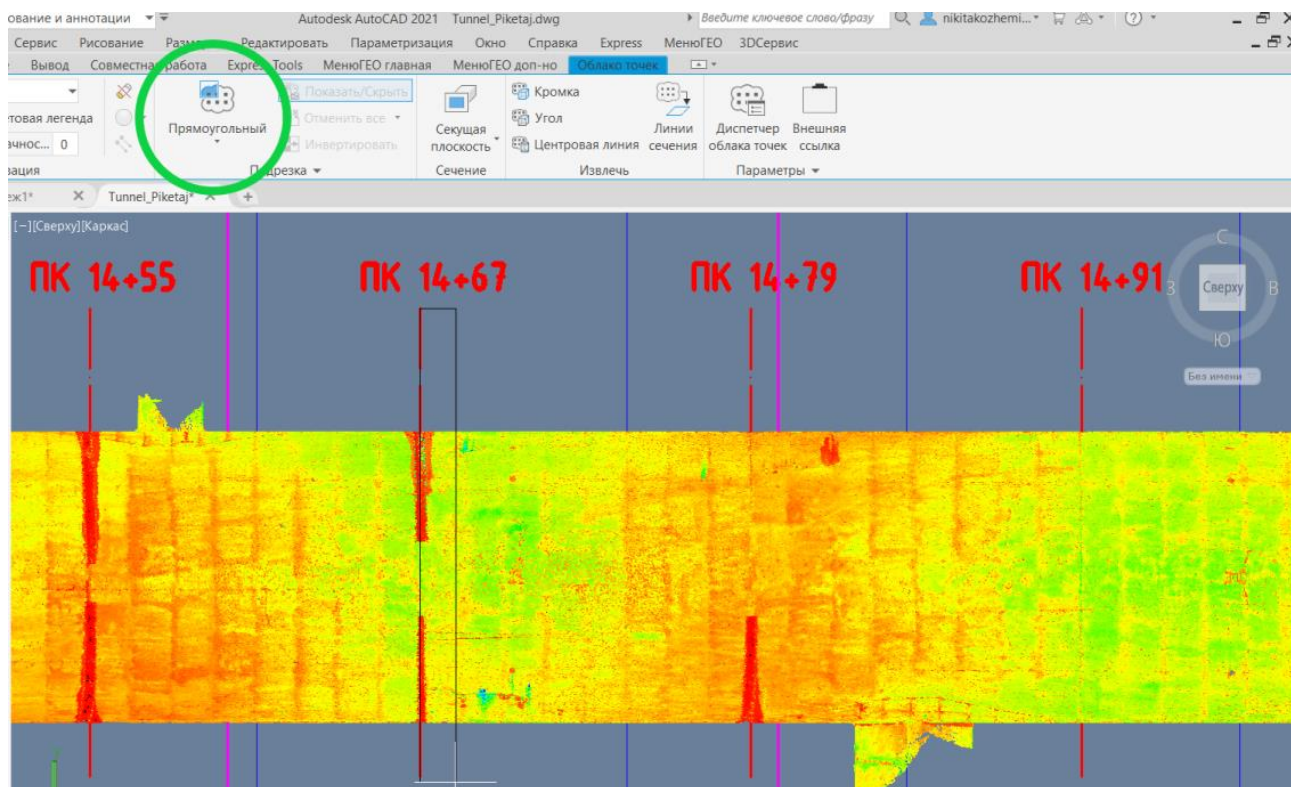 ование и аннотации Autodesk AutoCAD 2021 Tunnel_Piketaj.dwg Введите ключевое слово/фразу nikitakozhemi...
Сервис Рисование Редактировать Параметризация Окно Справка Express МенюГЕО 3DСервис
Вывод Совместная работа Express Tools МенюГЕО главная МенюГЕО доп-но Облако точек
Прямоугольный Показать/Скрыть Секущая плоскость Кромка Линии сечения Диспетчер облака точек Внешняя ссылка
товая легенда Отменить все Угол
ачнос... 0 Инвертировать Центровая линия
зация Подрезка Сечение Извлечь Параметры
еж1* Tunnel_Piketaj*
[−][Сверху][Каркас]
С
ПК 14+55 ПК 14+67 ПК 14+79 ПК 14+91 З Сверху В
Ю
Без имени